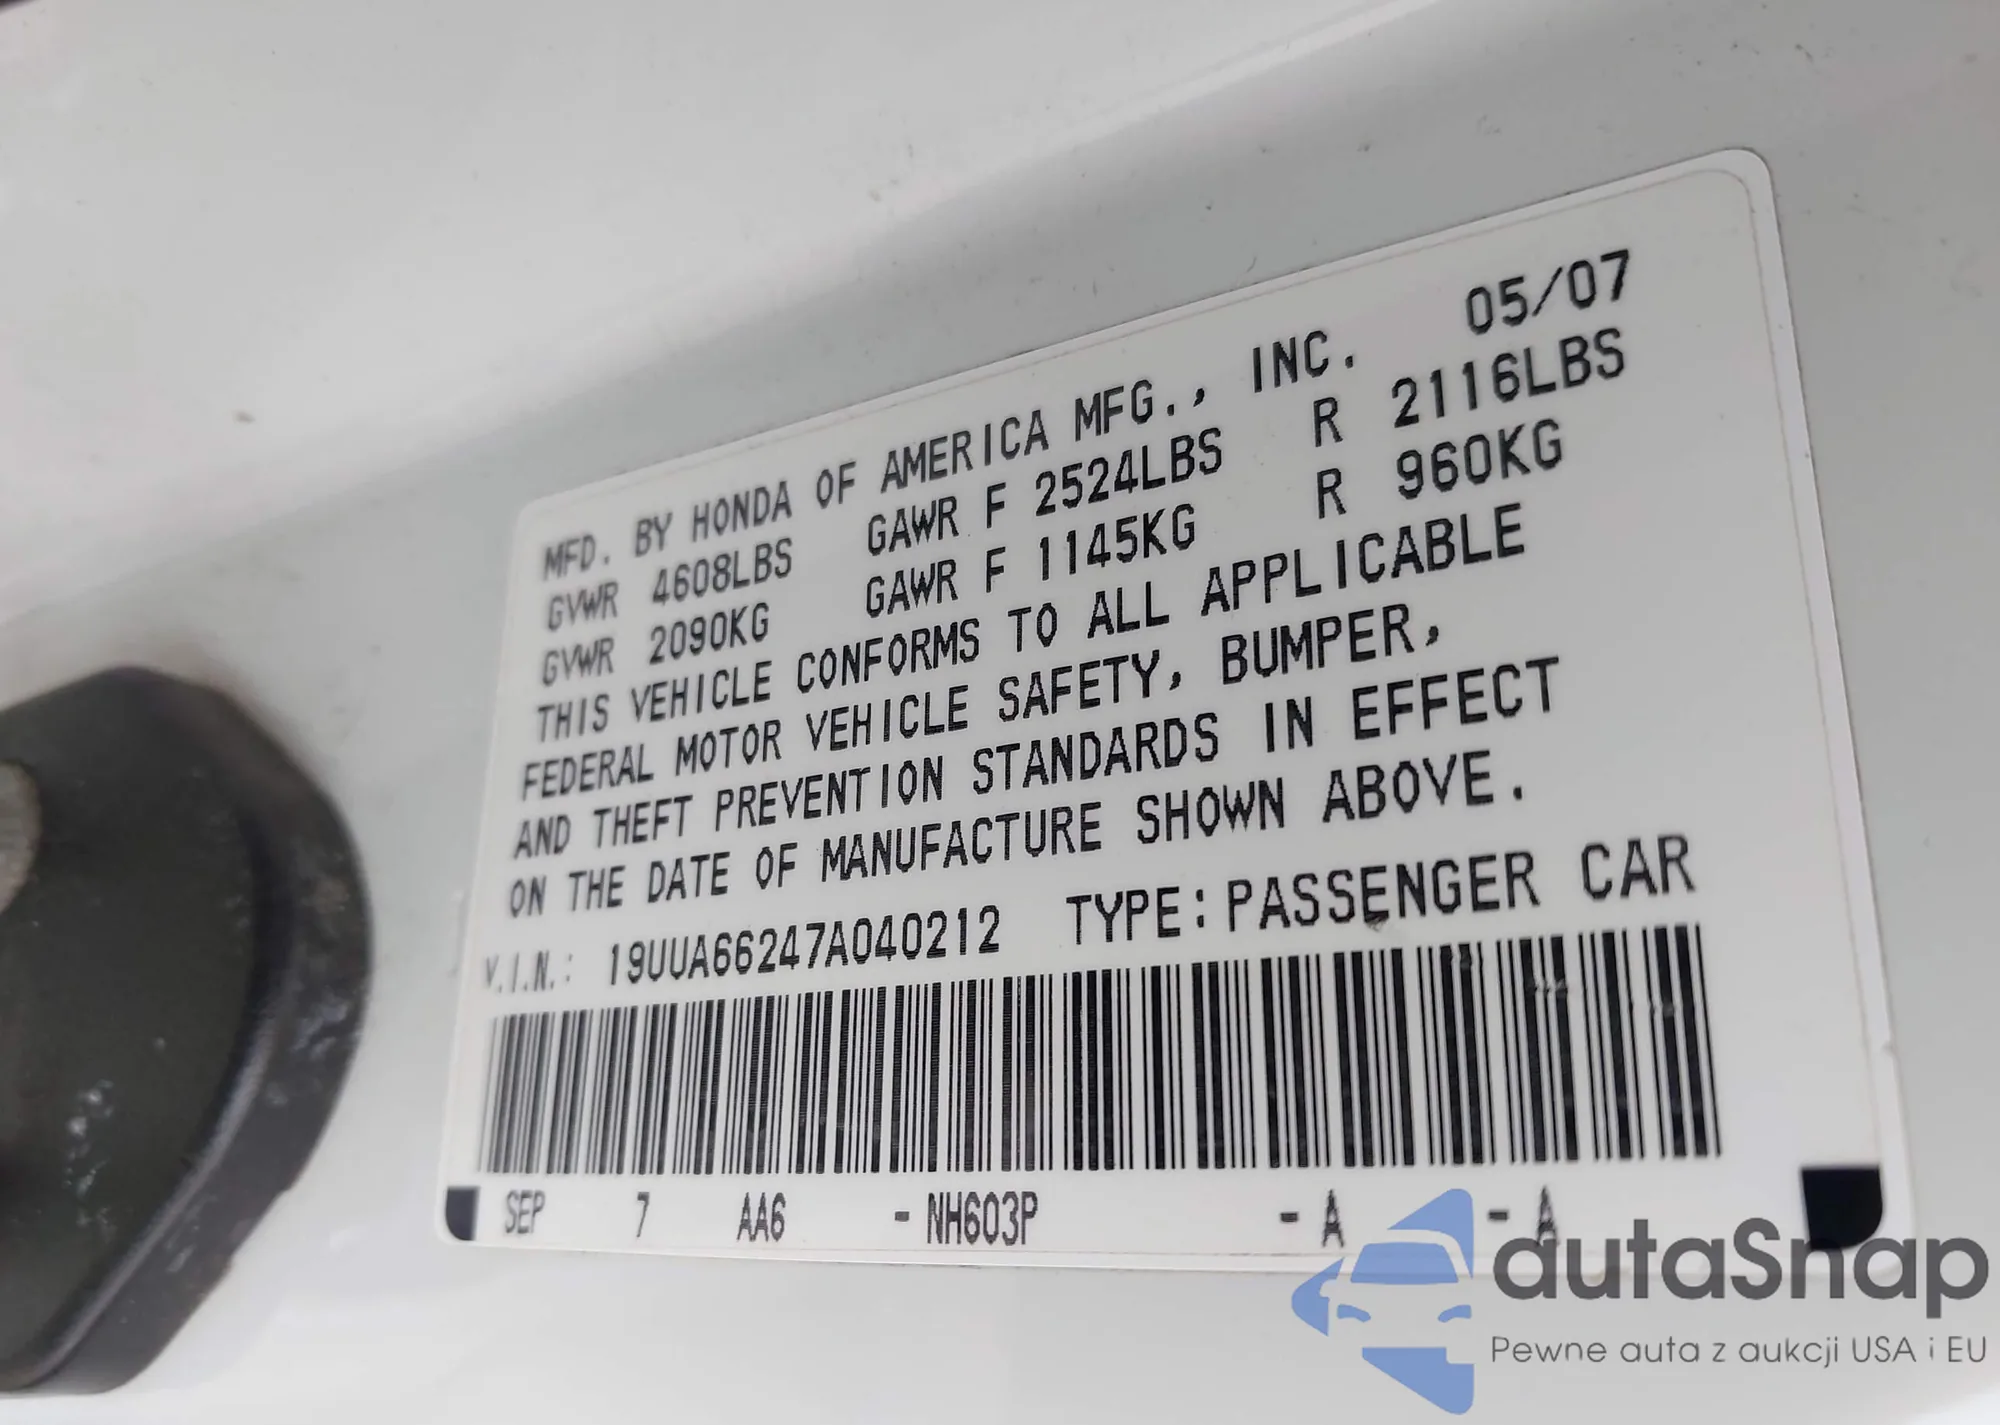 MFD. BY HONDA OF AMERICA MFG., INC. 05/07
GVWR 4608LBS GAWR F 2524LBS R 2116LBS
GVWR 2090KG GAWR F 1145KG R 960KG
THIS VEHICLE CONFORMS TO ALL APPLICABLE
FEDERAL MOTOR VEHICLE SAFETY, BUMPER,
AND THEFT PREVENTION STANDARDS IN EFFECT
ON THE DATE OF MANUFACTURE SHOWN ABOVE.
V.I.N.: 19UUA66247A040212 TYPE: PASSENGER CAR
SEP 7 AA6 - NH603P - A - A
autaSnap
Pewne auta z aukcji USA i EU